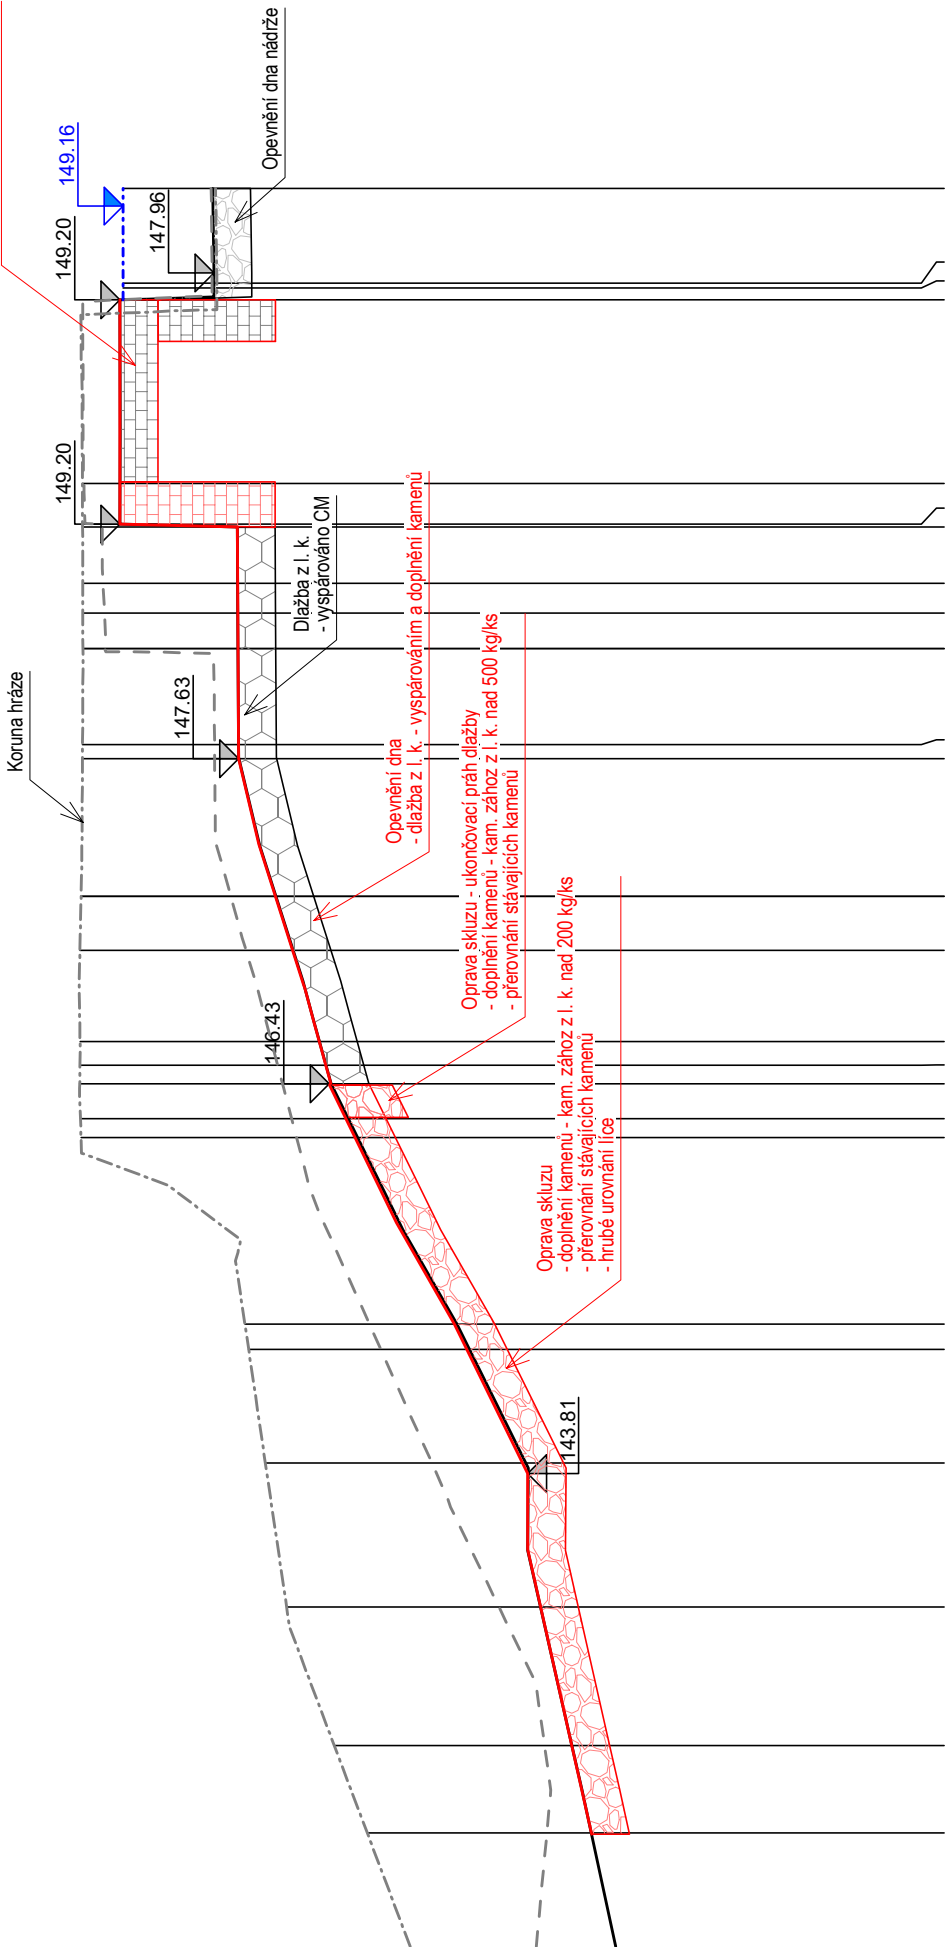 Koruna hráze
147.63
149.20
149.20
149.16
147.96
Opevnění dna nádrže
146.43
Dlažba z l. k.
- vyspárováno CM
Opevnění dna
- dlažba z l. k. - vyspárováním a doplnění kamenů
Oprava skluzu - ukončovací práh dlažby
- doplnění kamenů - kam. zához z l. k. nad 500 kg/ks
- přerovnání stávajících kamenů
Oprava skluzu
- doplnění kamenů - kam. zához z l. k. nad 200 kg/ks
- přerovnání stávajících kamenů
- hrubé urovnání líce
143.81